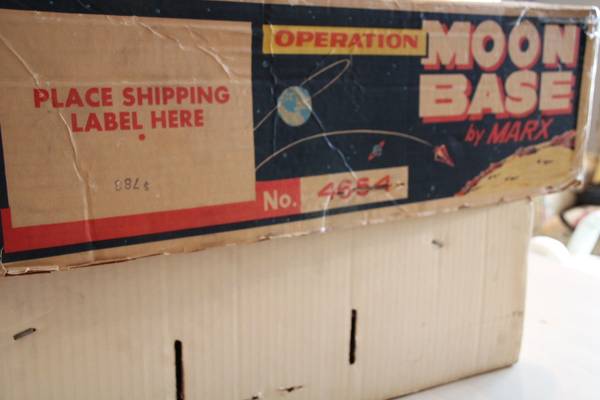 OPERATION
MOON
BASE
by MARX
PLACE SHIPPING
LABEL HERE
No. 4654